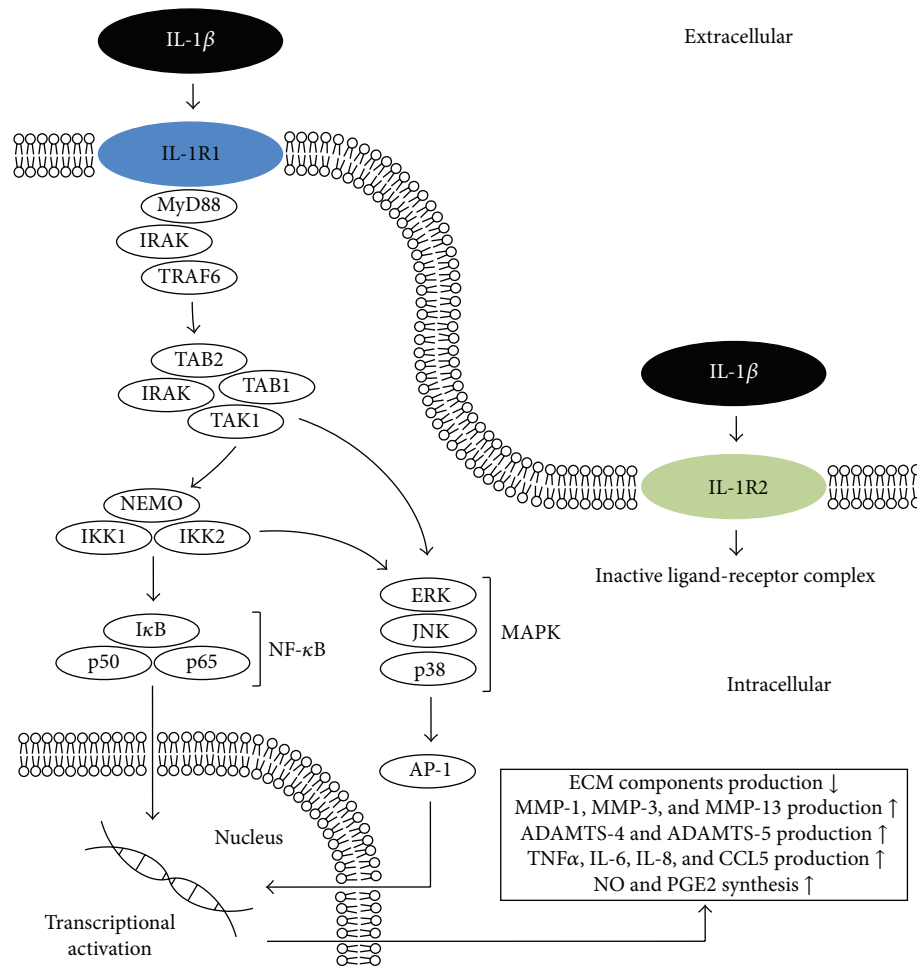 IL-1β
Extracellular
IL-1R1
MyD88
IRAK
TRAF6
TAB2
TAB1
IRAK
TAK1
IL-1β
IL-1R2
NEMO
IKK1
IKK2
Inactive ligand-receptor complex
ERK
JNK
p38
MAPK
IκB
p50
p65
NF-κB
Intracellular
AP-1
ECM components production ↓
MMP-1, MMP-3, and MMP-13 production ↑
ADAMTS-4 and ADAMTS-5 production ↑
TNFα, IL-6, IL-8, and CCL5 production ↑
NO and PGE2 synthesis ↑
Nucleus
Transcriptional
activation